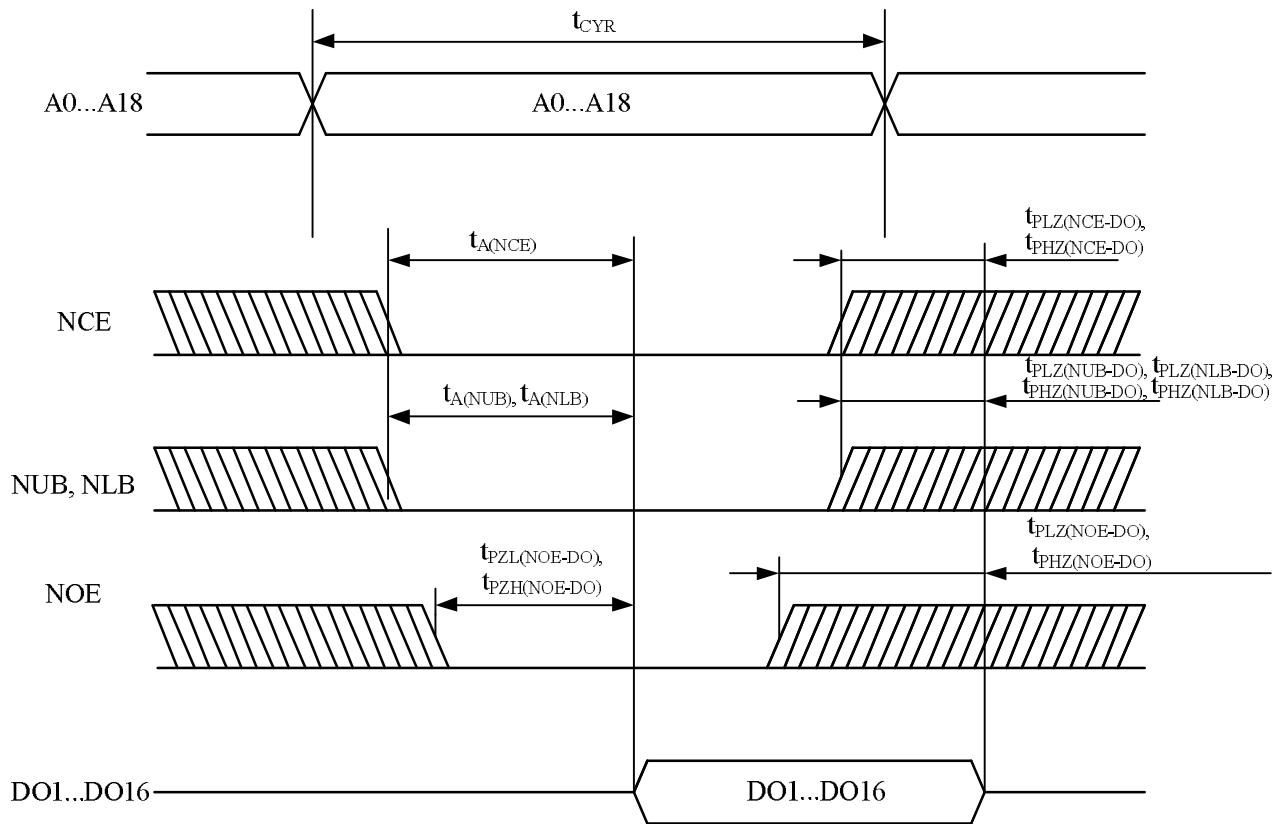 tCYR
A0...A18
A0...A18
tA(NCE)
tPLZ(NCE-DO),
tPHZ(NCE-DO)
NCE
tA(NUB), tA(NLB)
tPLZ(NUB-DO), tPLZ(NLB-DO),
tPHZ(NUB-DO), tPHZ(NLB-DO)
NUB, NLB
tPZL(NOE-DO),
tPZH(NOE-DO)
tPLZ(NOE-DO),
tPHZ(NOE-DO)
NOE
DO1...DO16
DO1...DO16